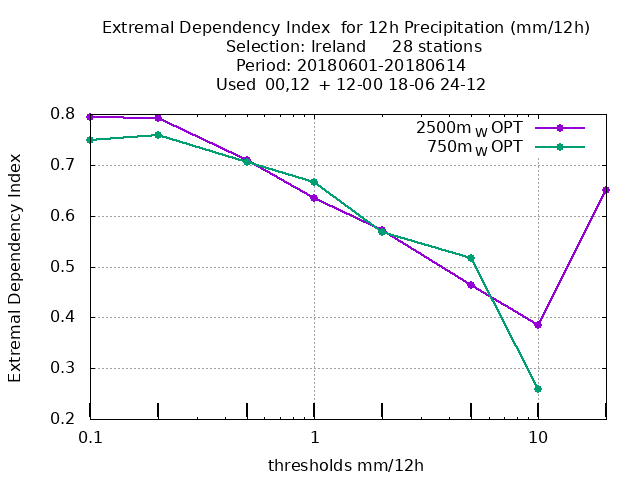 Extremal Dependency Index  for 12h Precipitation (mm/12h)
Selection: Ireland     28 stations
Period: 20180601-20180614
Used  00,12  + 12-00 18-06 24-12
2500m W OPT
750m W OPT
Extremal Dependency Index
0.8
0.7
0.6
0.5
0.4
0.3
0.2
0.1 1 10
thresholds mm/12h